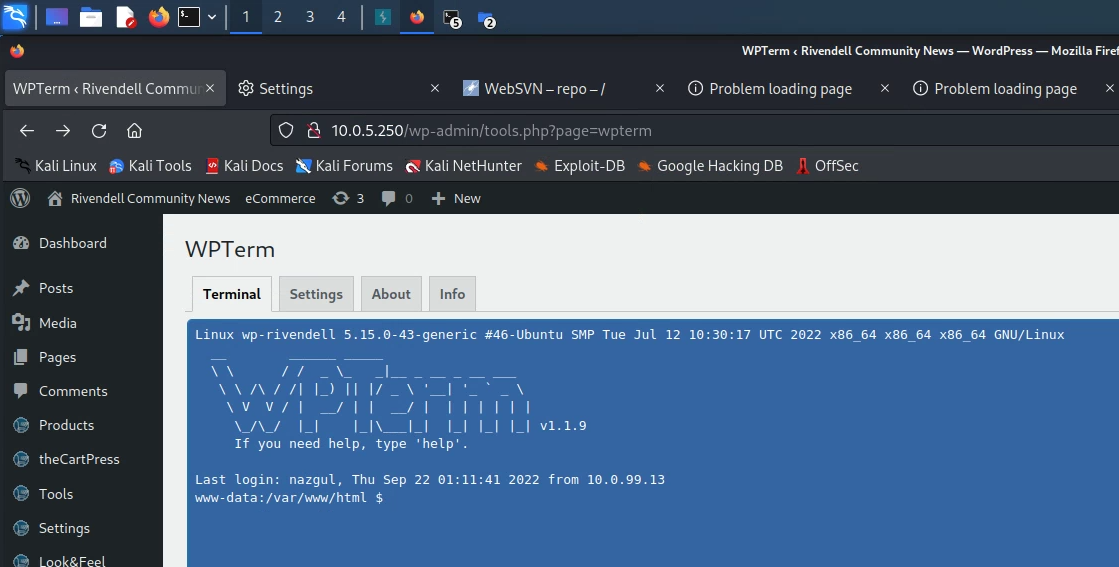 1 2 3 4 5 2
WPTerm ‹ Rivendell Community News — WordPress — Mozilla Firef
WPTerm ‹ Rivendell Commun × Settings × WebSVN – repo – / × Problem loading page × Problem loading page ×
10.0.5.250/wp-admin/tools.php?page=wpterm
Kali Linux Kali Tools Kali Docs Kali Forums Kali NetHunter Exploit-DB Google Hacking DB OffSec
Rivendell Community News eCommerce 3 0 + New
Dashboard
Posts
Media
Pages
Comments
Products
theCartPress
Tools
Settings
Look&Feel
WPTerm
Terminal Settings About Info
Linux wp-rivendell 5.15.0-43-generic #46-Ubuntu SMP Tue Jul 12 10:30:17 UTC 2022 x86_64 x86_64 x86_64 GNU/Linux
WPTerm v1.1.9
If you need help, type 'help'.
Last login: nazgul, Thu Sep 22 01:11:41 2022 from 10.0.99.13
www-data:/var/www/html $